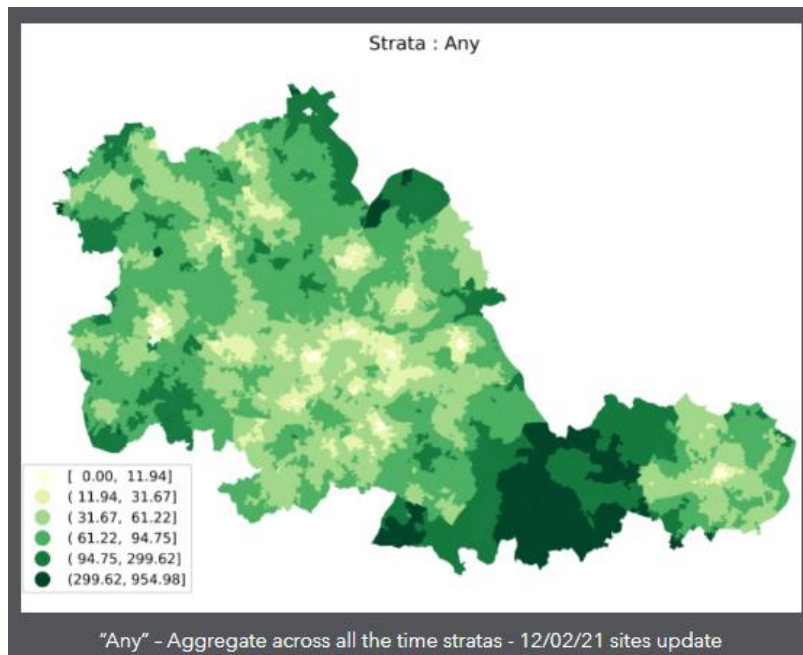 Strata : Any
[ 0.00, 11.94]
( 11.94, 31.67]
( 31.67, 61.22]
( 61.22, 94.75]
( 94.75, 299.62]
(299.62, 954.98]
“Any” – Aggregate across all the time stratas - 12/02/21 sites update